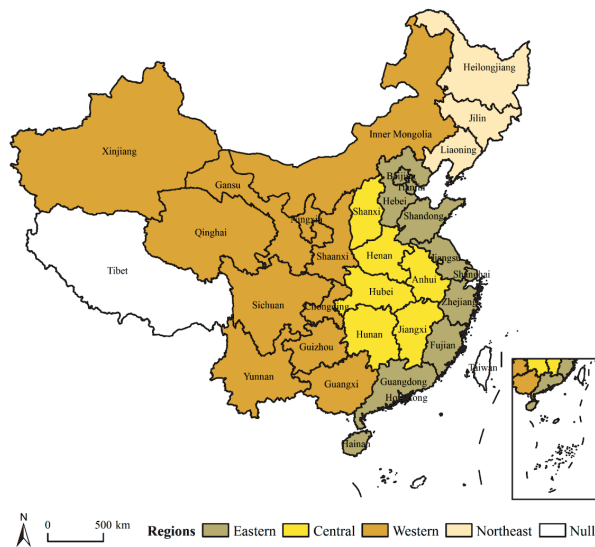 Heilongjiang
Jilin
Liaoning
Inner Mongolia
Xinjiang
Gansu
Beijing
Tianjin
Hebei
Shanxi
Shandong
Ningxia
Qinghai
Shaanxi
Henan
Jiangsu
Tibet
Anhui
Shanghai
Sichuan
Chongqing
Hubei
Zhejiang
Hunan
Jiangxi
Guizhou
Fujian
Yunnan
Guangxi
Guangdong
Taiwan
Hongkong
Hainan
N
0 500 km
Regions Eastern Central Western Northeast Null